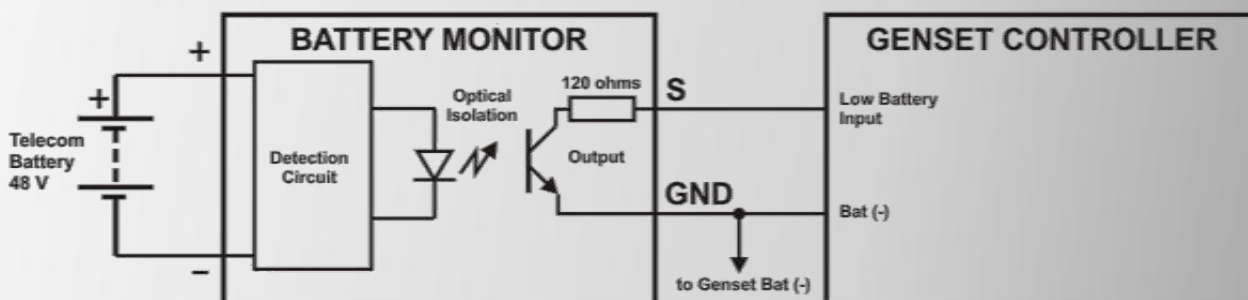 BATTERY MONITOR
GENSET CONTROLLER
+
+
Telecom
Battery
48 V
–
Detection
Circuit
Optical
Isolation
120 ohms
Output
S
GND
to Genset Bat (-)
Low Battery
Input
Bat (-)